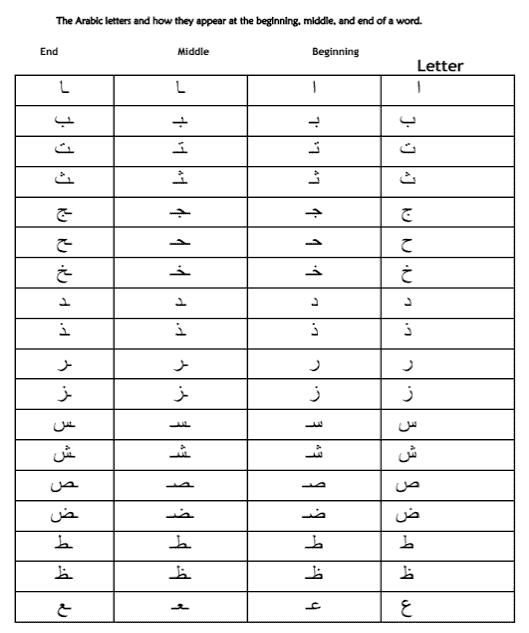 The Arabic letters and how they appear at the beginning, middle, and end of a word.
End Middle Beginning Letter
ـا ـا ا ا
ـب ـبـ بـ ب
ـت ـتـ تـ ت
ـث ـثـ ثـ ث
ـج ـجـ جـ ج
ـح ـحـ حـ ح
ـخ ـخـ خـ خ
ـد ـد د د
ـذ ـذ ذ ذ
ـر ـر ر ر
ـز ـز ز ز
ـس ـسـ سـ س
ـش ـشـ شـ ش
ـص ـصـ صـ ص
ـض ـضـ ضـ ض
ـط ـطـ طـ ط
ـظ ـظـ ظـ ظ
ـع ـعـ عـ ع